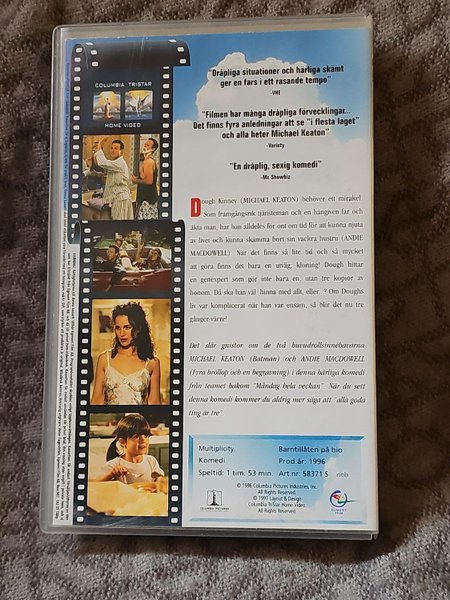 COLUMBIA TRISTAR
HOME VIDEO
"Dråpliga situationer och härliga skämt
ger en fars i ett rasande tempo"
-VHF
"Filmen har många dråpliga förvecklingar...
Det finns fyra anledningar att se "i flesta laget"
och alla heter Michael Keaton"
-Variety
"En dråplig, sexig komedi"
-Mr Showbiz
Dough Kinney (MICHAEL KEATON) behöver ett mirakel.
Som framgångsrik tjänsteman och en hängiven far och
äkta man, har han alldeles för ont om tid för att kunna njuta
av livet och kunna skämma bort sin vackra hustru (ANDIE
MACDOWELL) När det finns så lite tid och så mycket
att göra finns det bara en utväg, kloning! Dough hittar
en genexpert som gör inte bara en, utan tre kopior av
honom. Då ska han väl hinna med allt, eller. .? Om Doughs
liv var komplicerat när han var ensam, så blir det nu tre
gånger värre!
Det slår gnistor om de två huvudrollsinnehavarna
MICHAEL KEATON (Batman) och ANDIE MACDOWELL
(Fyra bröllop och en begravning) i denna härliga komedi
från teamet bakom "Måndag hela veckan" När du sett
denna komedi kommer du aldrig mer säga att "alla goda
ting är tre"
Multiplicity Barntillåten på bio
Komedi Prod år: 1996
Speltid: 1 tim. 53 min. Art.nr: 58371 S neh
© 1996 Columbia Pictures Industries, Inc.
All Rights Reserved.
© 1997 Layout & Design
Columbia TriStar Home Video.
All Rights Reserved.
COLUMBIA PICTURES
EGMONT
FILM